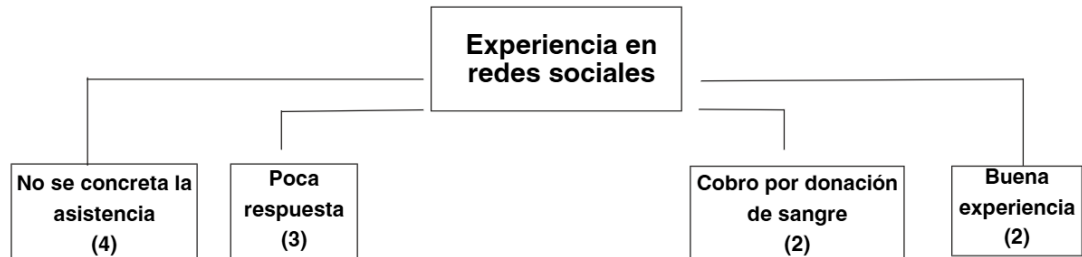 Experiencia en
redes sociales
No se concreta la
asistencia
(4)
Poca
respuesta
(3)
Cobro por donación
de sangre
(2)
Buena
experiencia
(2)